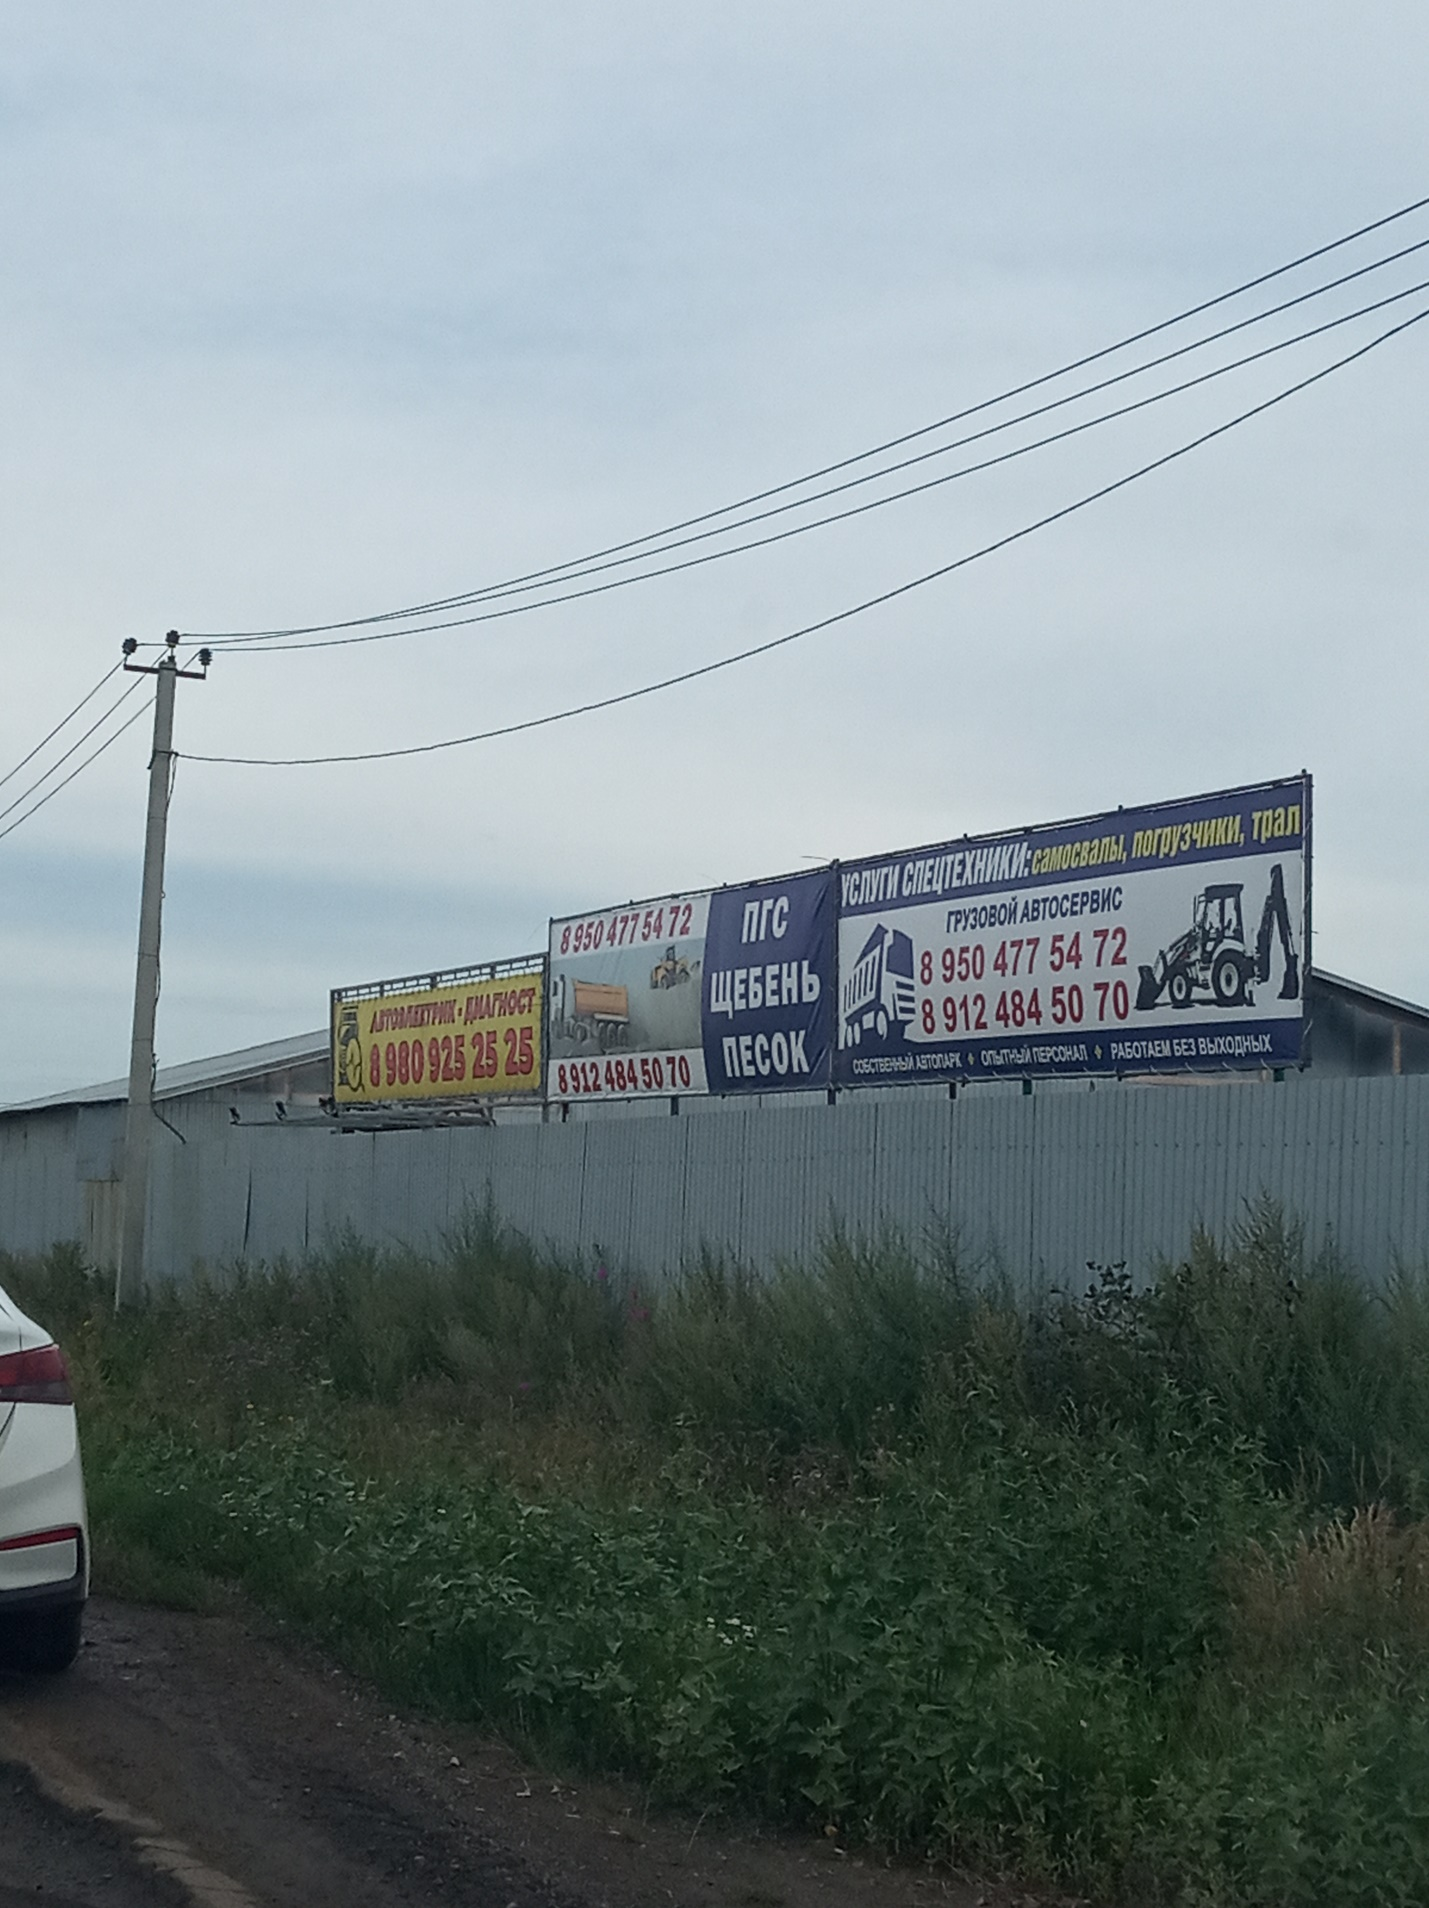 АВТОЭЛЕКТРИК - ДИАГНОСТ
8 980 925 25 25
8 950 477 54 72
8 912 484 50 70
ПГС
ЩЕБЕНЬ
ПЕСОК
УСЛУГИ СПЕЦТЕХНИКИ: самосвалы, погрузчики, трал
ГРУЗОВОЙ АВТОСЕРВИС
8 950 477 54 72
8 912 484 50 70
СОБСТВЕННЫЙ АВТОПАРК ✦ ОПЫТНЫЙ ПЕРСОНАЛ ✦ РАБОТАЕМ БЕЗ ВЫХОДНЫХ